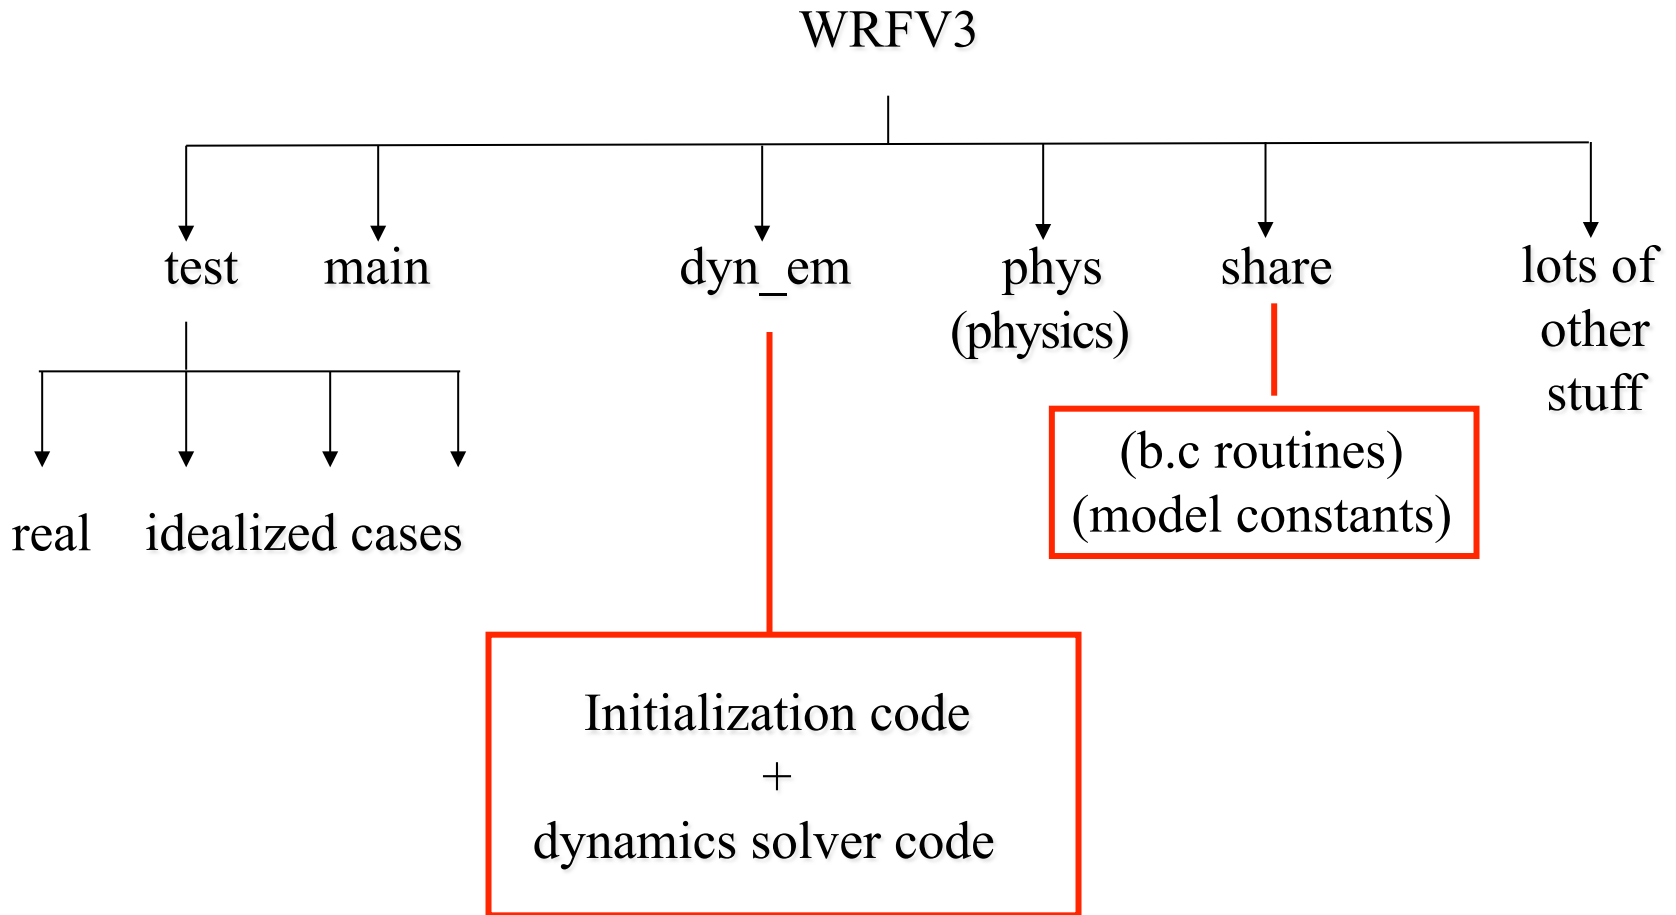 WRFV3
test main dyn_em phys share lots of
(physics) other
stuff
(b.c routines)
(model constants)
real idealized cases
Initialization code
+
dynamics solver code